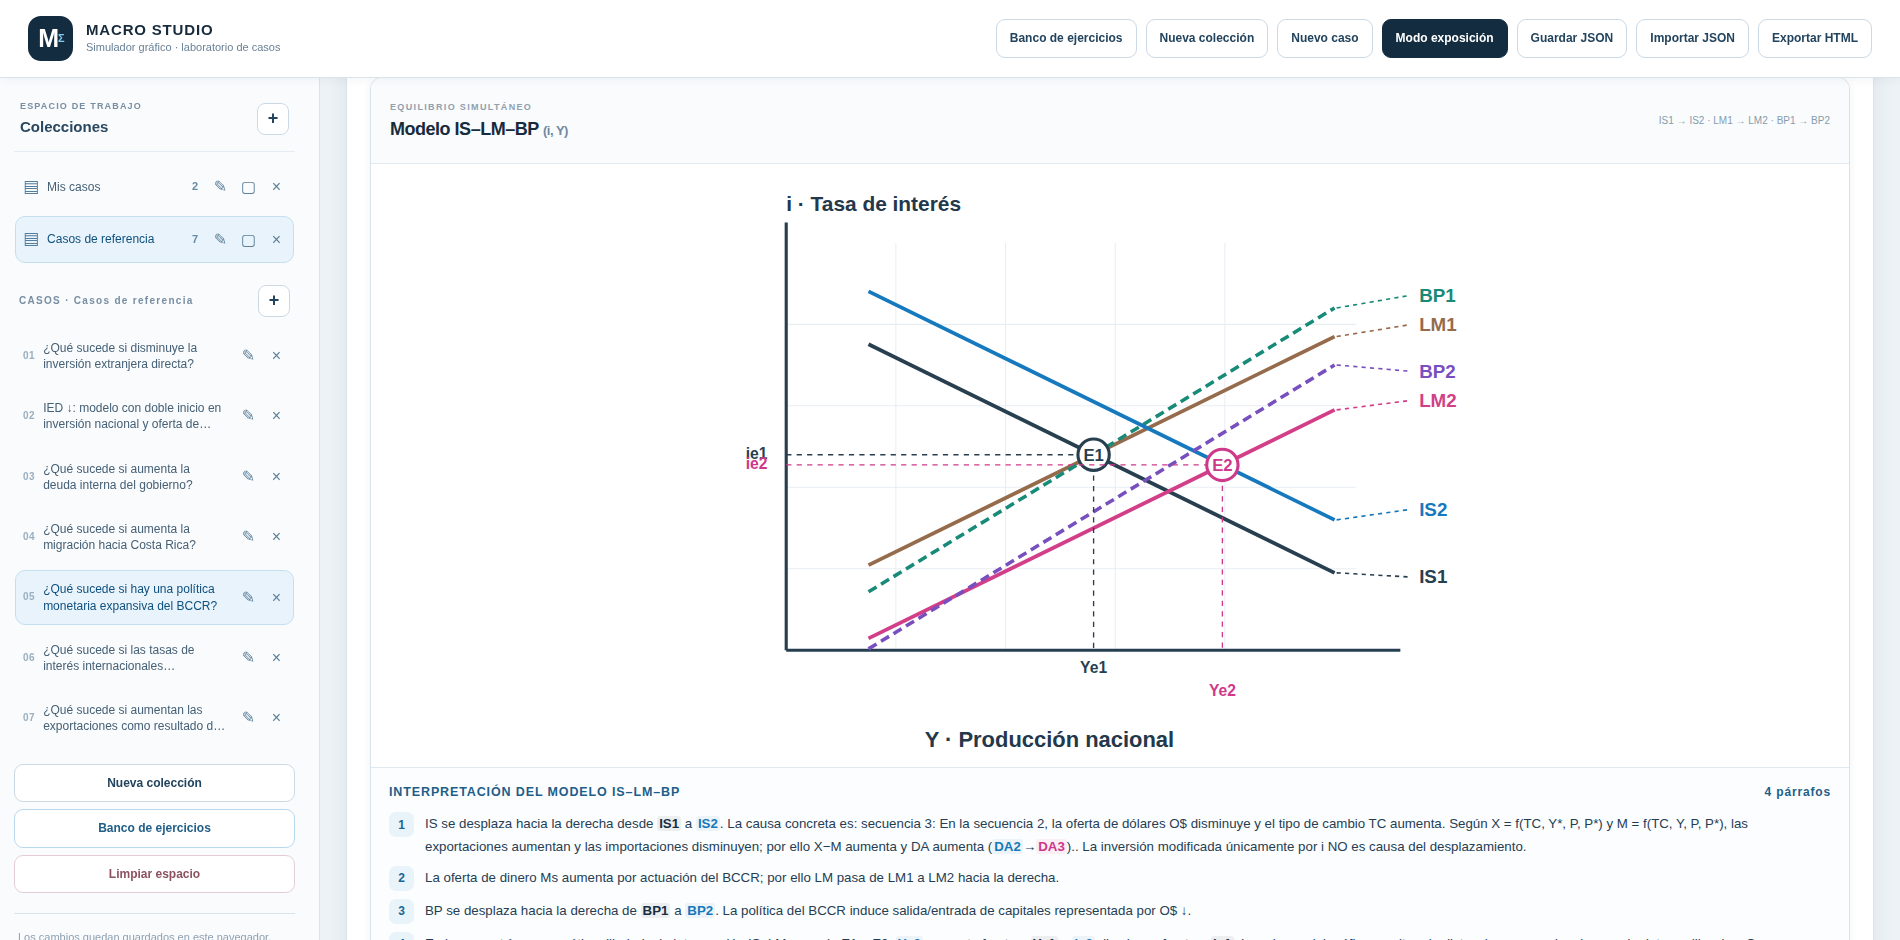 MΣ
MACRO STUDIO
Simulador gráfico · laboratorio de casos
Banco de ejercicios
Nueva colección
Nuevo caso
Modo exposición
Guardar JSON
Importar JSON
Exportar HTML
ESPACIO DE TRABAJO
Colecciones
+
Mis casos 2
Casos de referencia 7
CASOS · Casos de referencia
+
01 ¿Qué sucede si disminuye la
inversión extranjera directa?
02 IED ↓: modelo con doble inicio en
inversión nacional y oferta de…
03 ¿Qué sucede si aumenta la
deuda interna del gobierno?
04 ¿Qué sucede si aumenta la
migración hacia Costa Rica?
05 ¿Qué sucede si hay una política
monetaria expansiva del BCCR?
06 ¿Qué sucede si las tasas de
interés internacionales…
07 ¿Qué sucede si aumentan las
exportaciones como resultado d…
Nueva colección
Banco de ejercicios
Limpiar espacio
Los cambios quedan guardados en este navegador.
EQUILIBRIO SIMULTÁNEO
Modelo IS–LM–BP (i, Y)
IS1 → IS2 · LM1 → LM2 · BP1 → BP2
i · Tasa de interés
BP1
LM1
BP2
LM2
ie1
ie2
E1
E2
IS2
IS1
Ye1
Ye2
Y · Producción nacional
INTERPRETACIÓN DEL MODELO IS–LM–BP
4 párrafos
1 IS se desplaza hacia la derecha desde IS1 a IS2. La causa concreta es: secuencia 3: En la secuencia 2, la oferta de dólares O$ disminuye y el tipo de cambio TC aumenta. Según X = f(TC, Y*, P, P*) y M = f(TC, Y, P, P*), las
exportaciones aumentan y las importaciones disminuyen; por ello X−M aumenta y DA aumenta (DA2→DA3).. La inversión modificada únicamente por i NO es causa del desplazamiento.
2 La oferta de dinero Ms aumenta por actuación del BCCR; por ello LM pasa de LM1 a LM2 hacia la derecha.
3 BP se desplaza hacia la derecha de BP1 a BP2. La política del BCCR induce salida/entrada de capitales representada por O$ ↓.